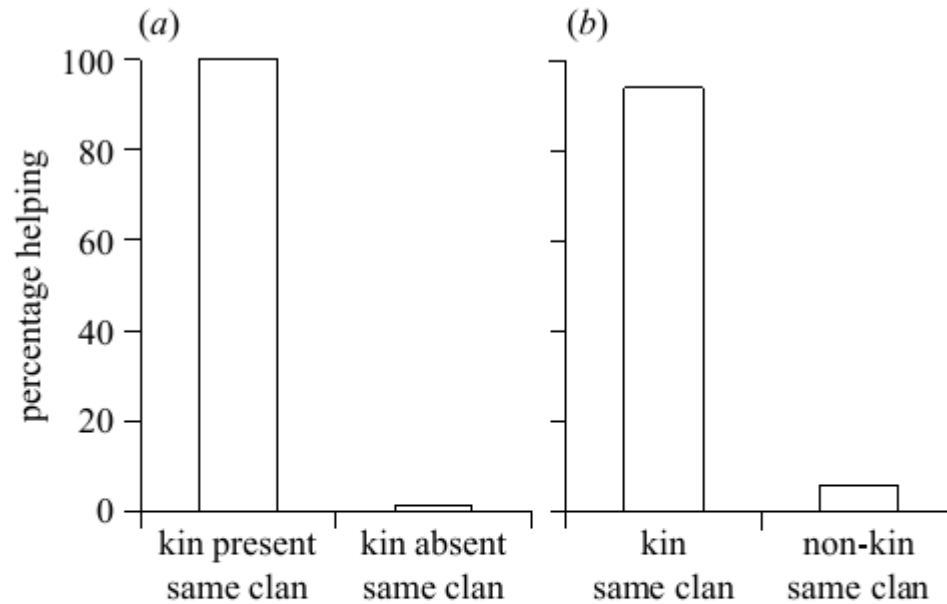 (a)
(b)
percentage helping
100
80
60
40
20
0
kin present
same clan
kin absent
same clan
kin
same clan
non-kin
same clan